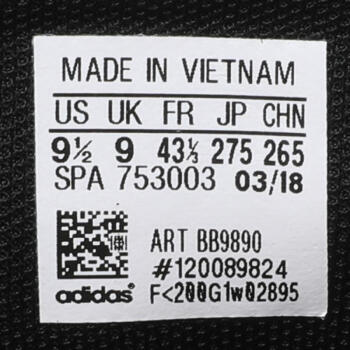 MADE IN VIETNAM
US UK FR JP CHN
9½ 9 43⅓ 275 265
SPA 753003 03/18
ART BB9890
#120089824
adidas® F<200G1w02895